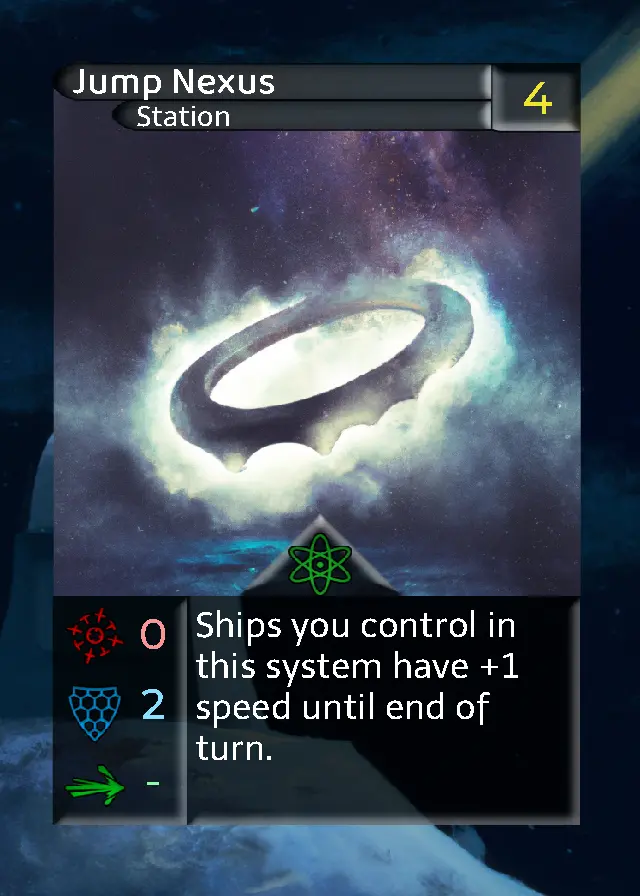 Jump Nexus
4
Station
0
Ships you control in
this system have +1
2
speed until end of
turn.
-